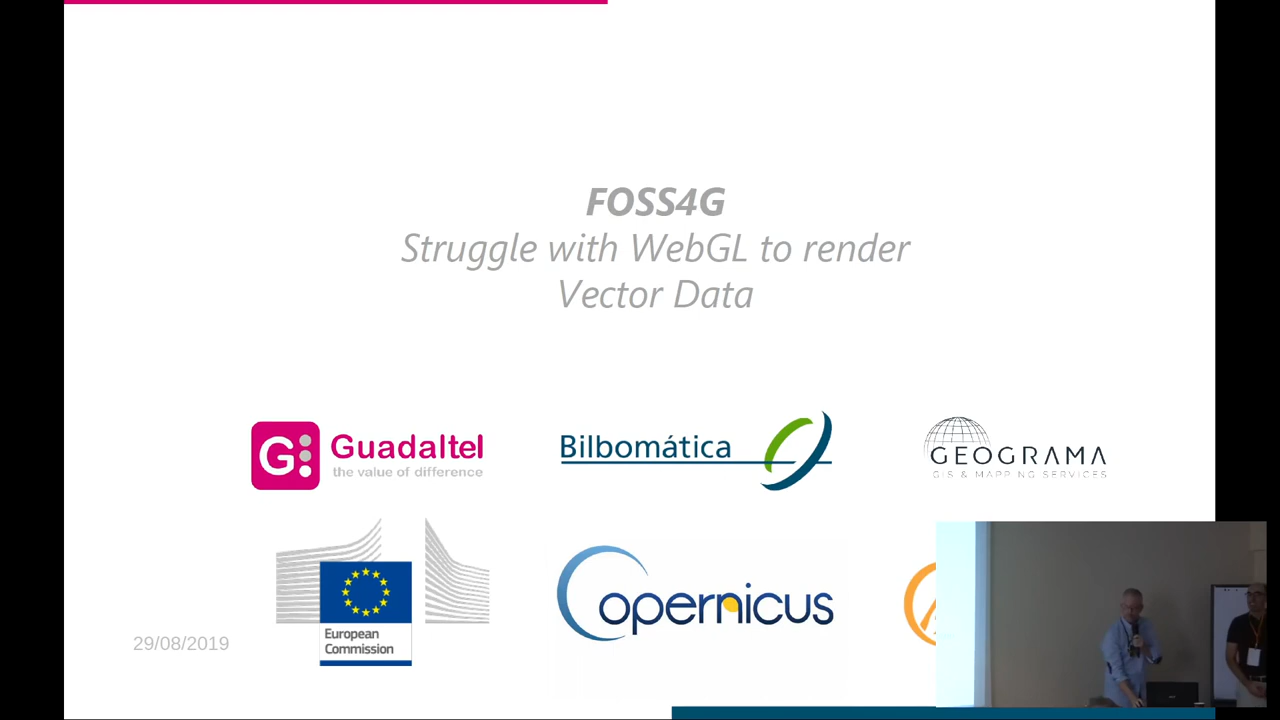 FOSS4G
Struggle with WebGL to render
Vector Data
G
Guadaltel
the value of difference
Bilbomática
GEOGRAMA
GIS & MAPPING SERVICES
European
Commission
Copernicus
29/08/2019